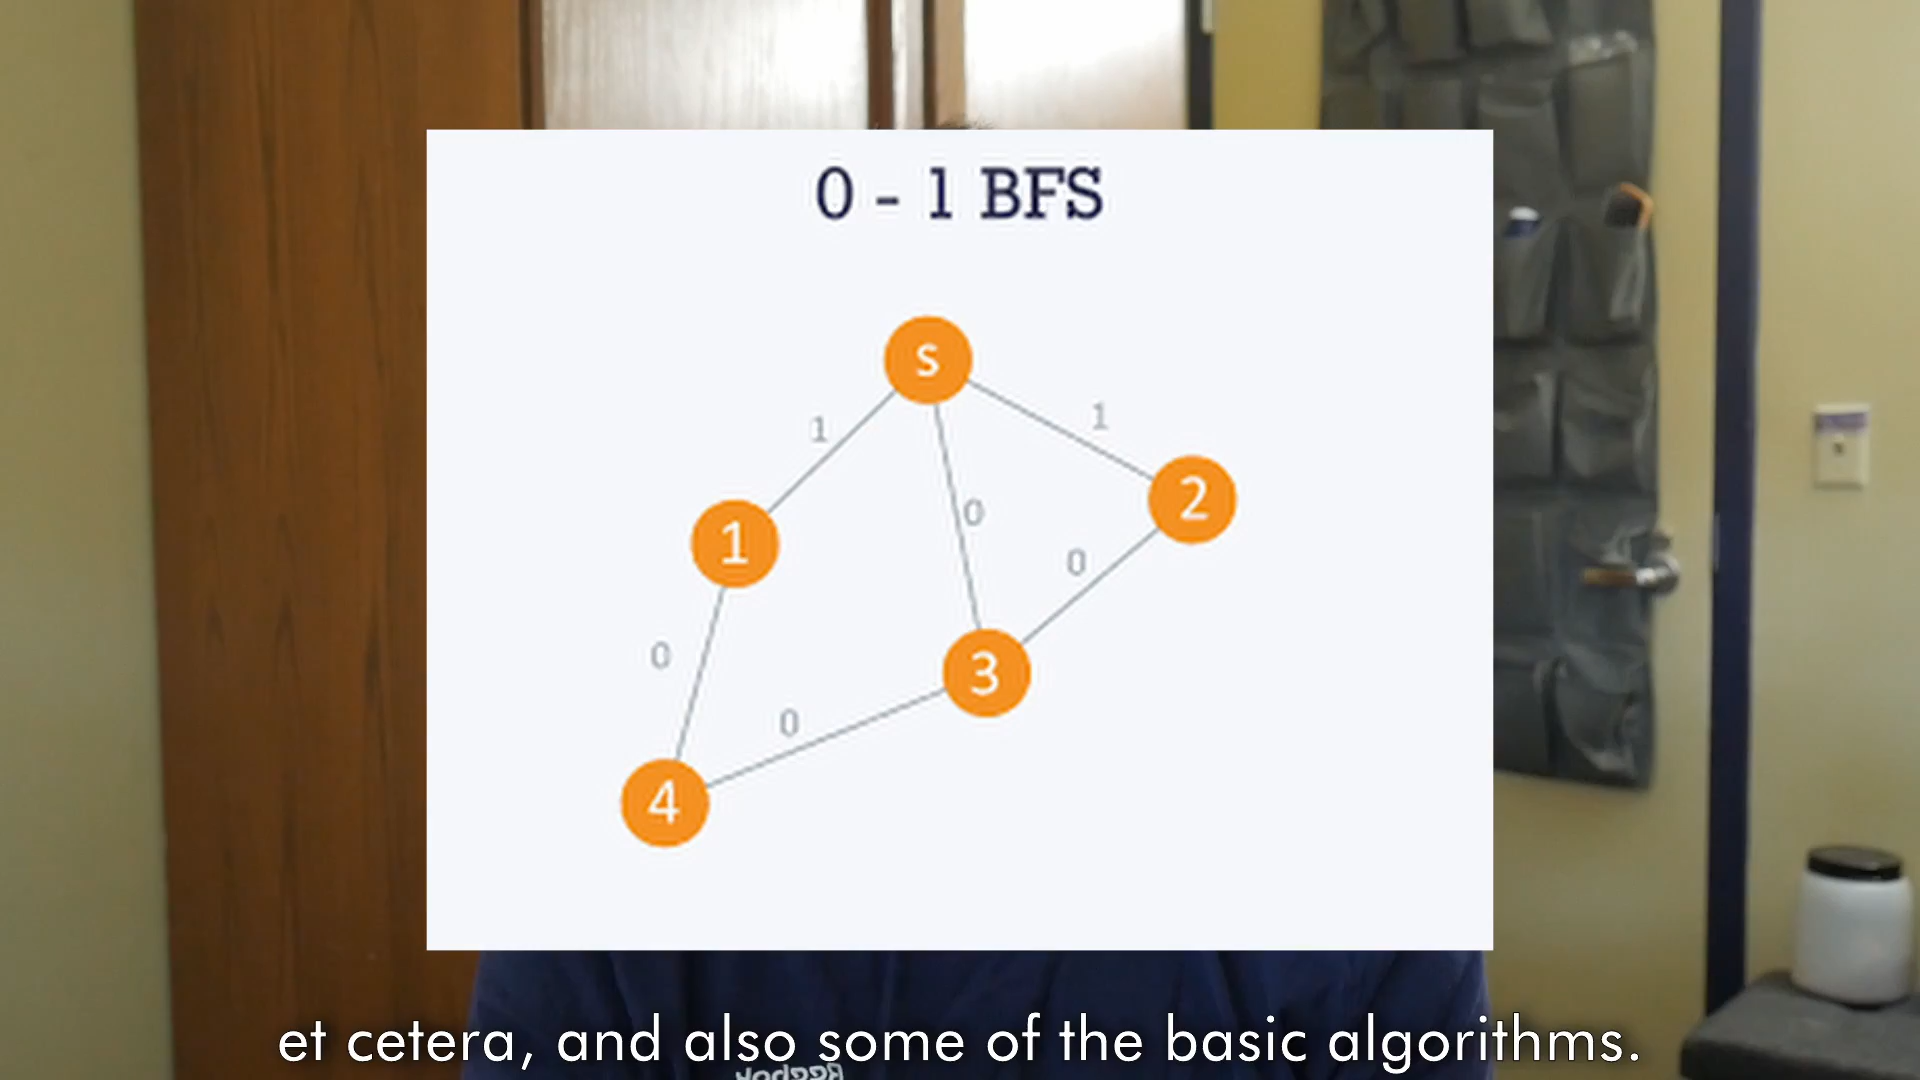 0 - 1 BFS
s
1
1
2
1
0
0
0
3
0
4
et cetera, and also some of the basic algorithms.
Reebok